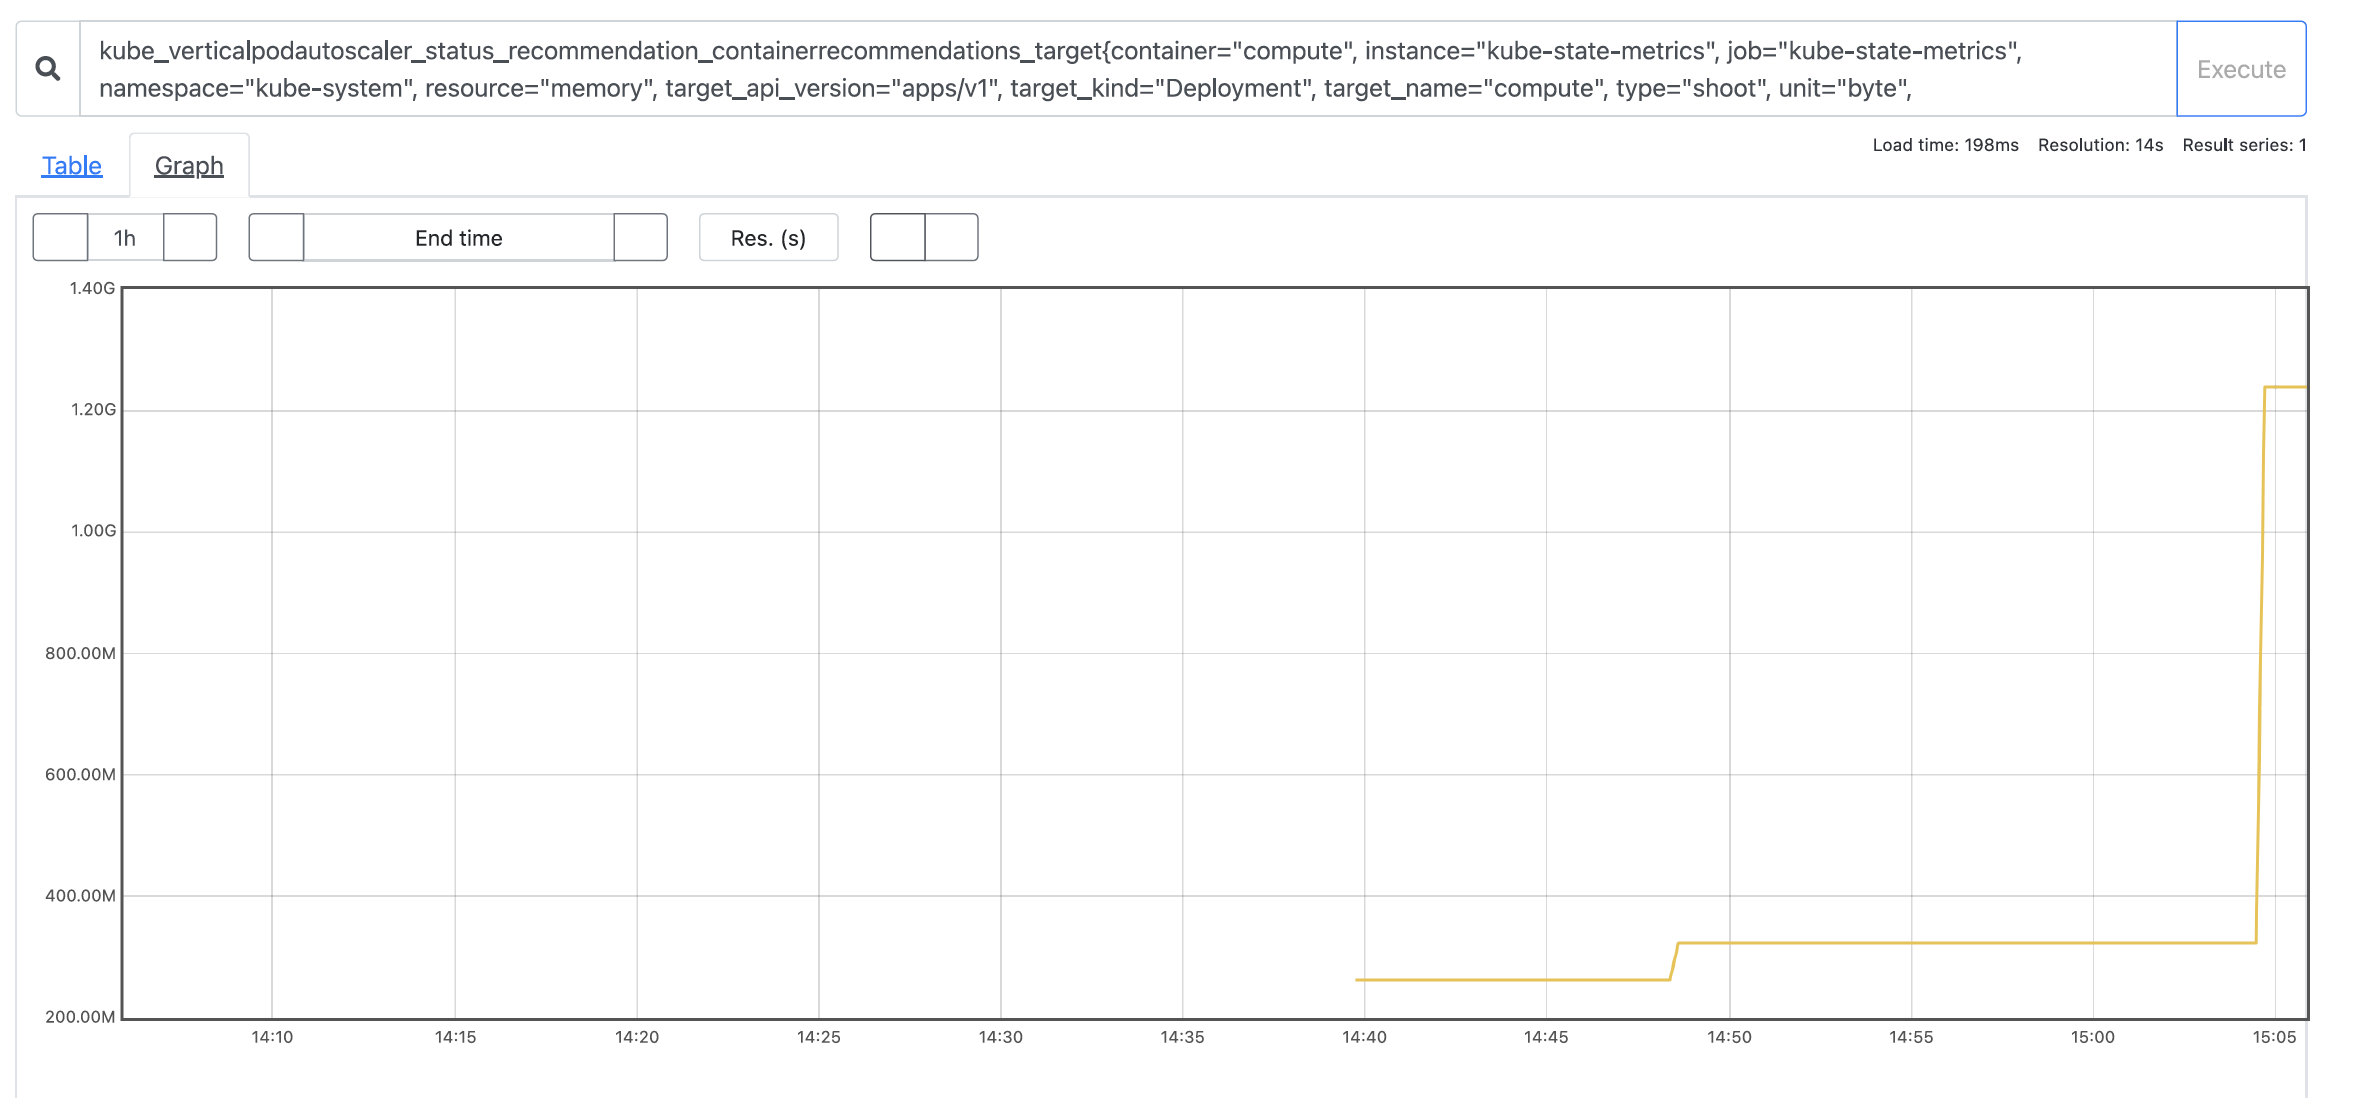 kube_verticalpodautoscaler_status_recommendation_containerrecommendations_target{container="compute", instance="kube-state-metrics", job="kube-state-metrics",
namespace="kube-system", resource="memory", target_api_version="apps/v1", target_kind="Deployment", target_name="compute", type="shoot", unit="byte",
Execute
Load time: 198ms Resolution: 14s Result series: 1
Table Graph
1h End time Res. (s)
1.40G
1.20G
1.00G
800.00M
600.00M
400.00M
200.00M
14:10 14:15 14:20 14:25 14:30 14:35 14:40 14:45 14:50 14:55 15:00 15:05